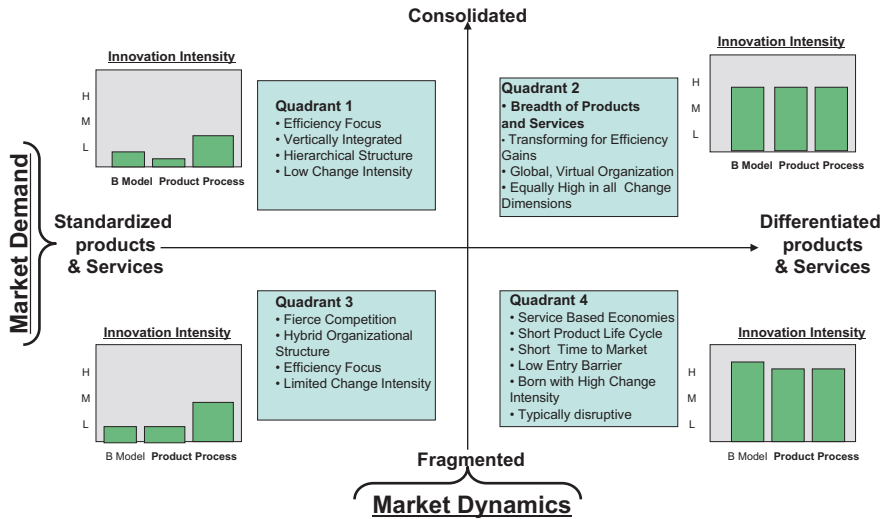 Consolidated
Innovation Intensity
H
M
L
B Model Product Process
Quadrant 1
• Efficiency Focus
• Vertically Integrated
• Hierarchical Structure
• Low Change Intensity
Quadrant 2
• Breadth of Products
and Services
• Transforming for Efficiency
Gains
• Global, Virtual Organization
• Equally High in all Change
Dimensions
Innovation Intensity
H
M
L
B Model Product Process
Market Demand
Standardized
products
& Services
Differentiated
products
& Services
Innovation Intensity
H
M
L
B Model Product Process
Quadrant 3
• Fierce Competition
• Hybrid Organizational
Structure
• Efficiency Focus
• Limited Change Intensity
Quadrant 4
• Service Based Economies
• Short Product Life Cycle
• Short Time to Market
• Low Entry Barrier
• Born with High Change
Intensity
• Typically disruptive
Innovation Intensity
H
M
L
B Model Product Process
Fragmented
Market Dynamics